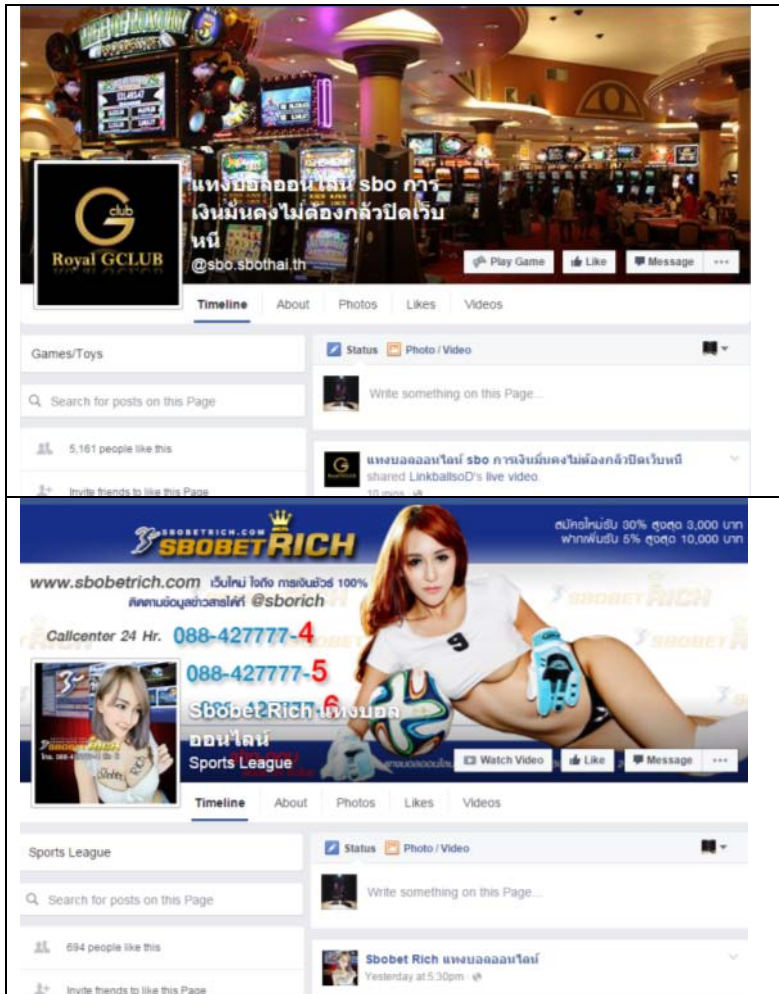 G
club
Royal GCLUB
แทงบอลออนไลน์ sbo การ
เงินมั่นคงไม่ต้องกลัวปิดเว็บ
หนี
@sbo.sbothai.th
Play Game
Like
Message
Timeline
About
Photos
Likes
Videos
Games/Toys
Status
Photo / Video
Search for posts on this Page
Write something on this Page...
5,161 people like this
แทงบอลออนไลน์ sbo การเงินมั่นคงไม่ต้องกลัวปิดเว็บหนี
shared LinkballsoD's live video.
10 mins
Invite friends to like this Page
SBOBETRICH.COM
SBOBET RICH
สมัครใหม่รับ 30% สูงสุด 3,000 บาท
ฝากเพิ่มรับ 5% สูงสุด 10,000 บาท
www.sbobetrich.com เว็บใหม่ ใจถึง การเงินชัวร์ 100%
ติดตามข้อมูลข่าวสารได้ที่ @sborich
Callcenter 24 Hr. 088-427777-4
088-427777-5
088-427777-6
9
Sbobet Rich แทงบอล
ออนไลน์
Sports League
Watch Video
Like
Message
Timeline
About
Photos
Likes
Videos
Sports League
Status
Photo / Video
Search for posts on this Page
Write something on this Page...
694 people like this
Sbobet Rich แทงบอลออนไลน์
Yesterday at 5:30pm
Invite friends to like this Page